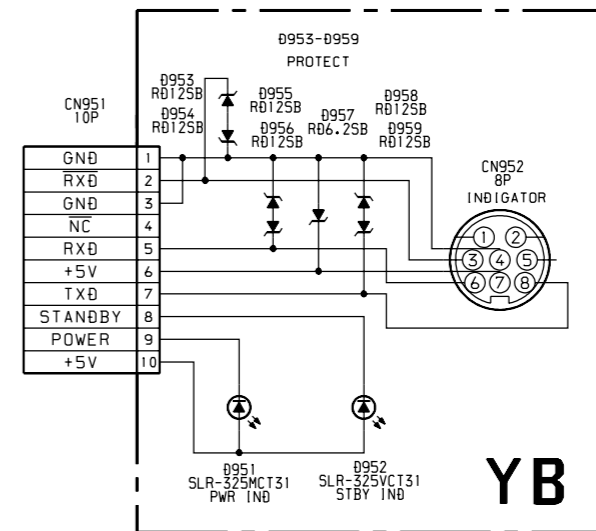 D953-D959
PROTECT
D953
RD12SB
D954
RD12SB
D955
RD12SB
D956
RD12SB
D957
RD6.2SB
D958
RD12SB
D959
RD12SB
CN951
10P
GND 1
RXD 2
GND 3
NC 4
RXD 5
+5V 6
TXD 7
STANDBY 8
POWER 9
+5V 10
CN952
8P
INDIGATOR
1 2
3 4 5
6 7 8
D951
SLR-325MCT31
PWR IND
D952
SLR-325VCT31
STBY IND
YB